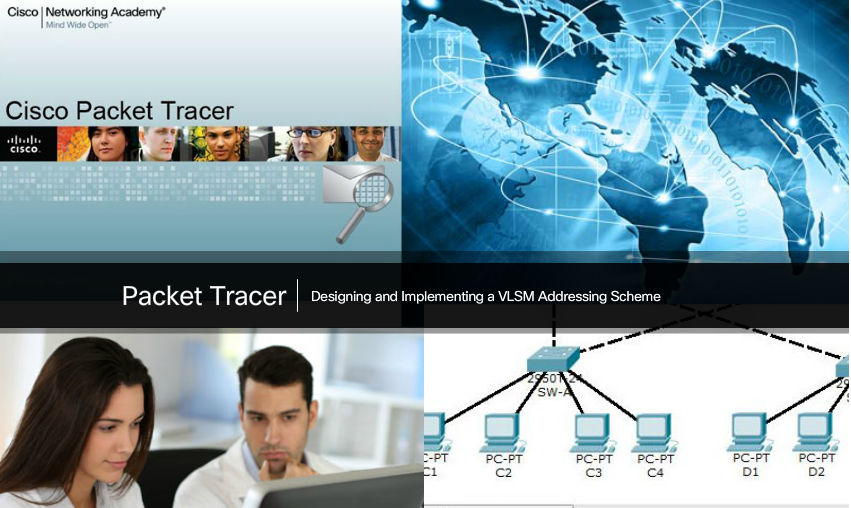 Cisco | Networking Academy®
Mind Wide Open™
Cisco Packet Tracer
CISCO
Packet Tracer | Designing and Implementing a VLSM Addressing Scheme
2950T-24
SW-A
29
PC-PT
C1
PC-PT
C2
PC-PT
C3
PC-PT
C4
PC-PT
D1
PC-PT
D2